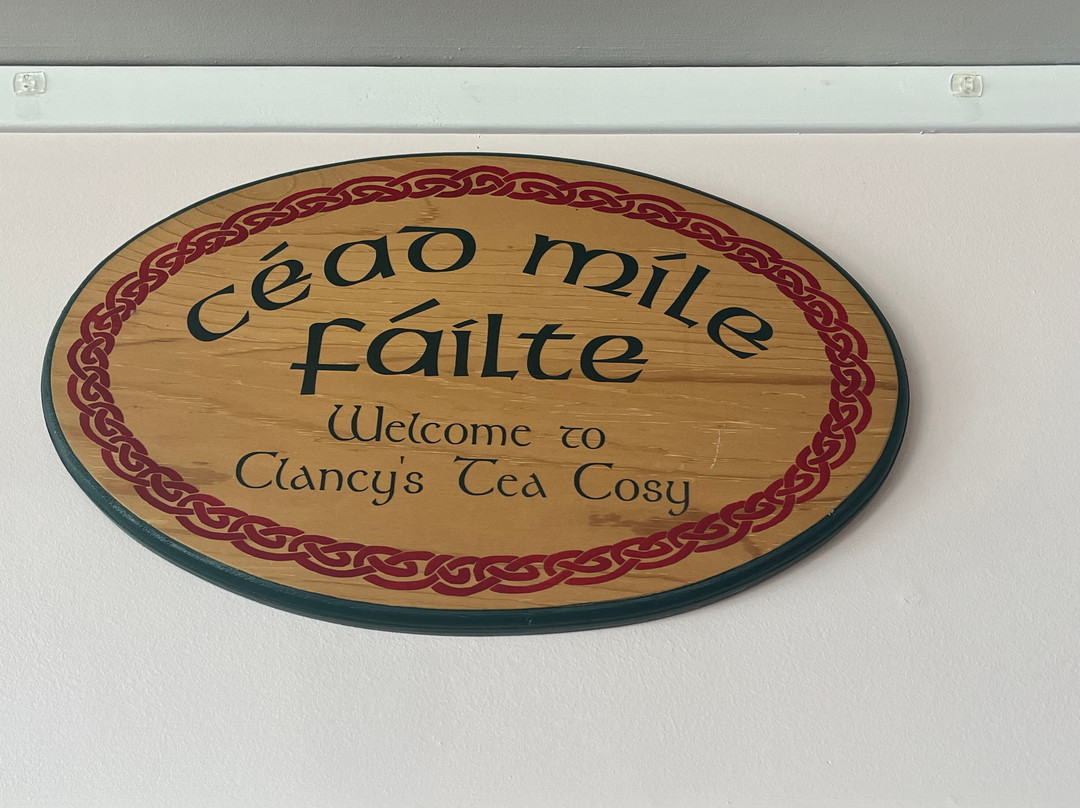 céad míle
fáilte
Welcome to
Clancy's Tea Cosy